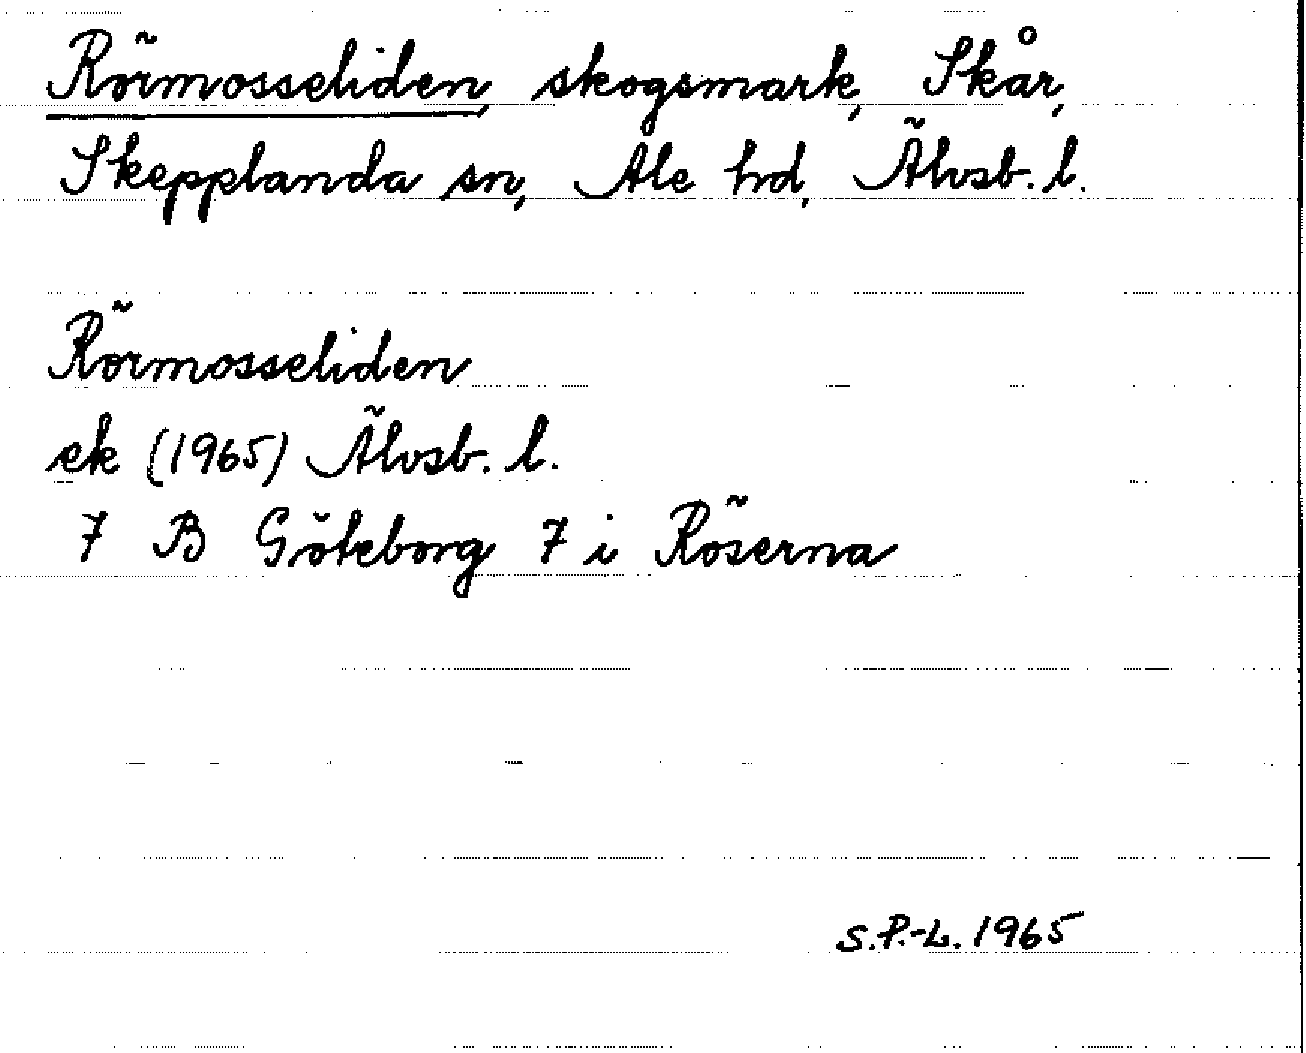 Rörmosseliden, skogsmark, Skår,
Skepplanda sn, Ale hd, Älvsb. l.
Rörmosseliden
ek (1965) Älvsb. l.
7 B Göteborg 7 i Röserna
S.P.-L. 1965